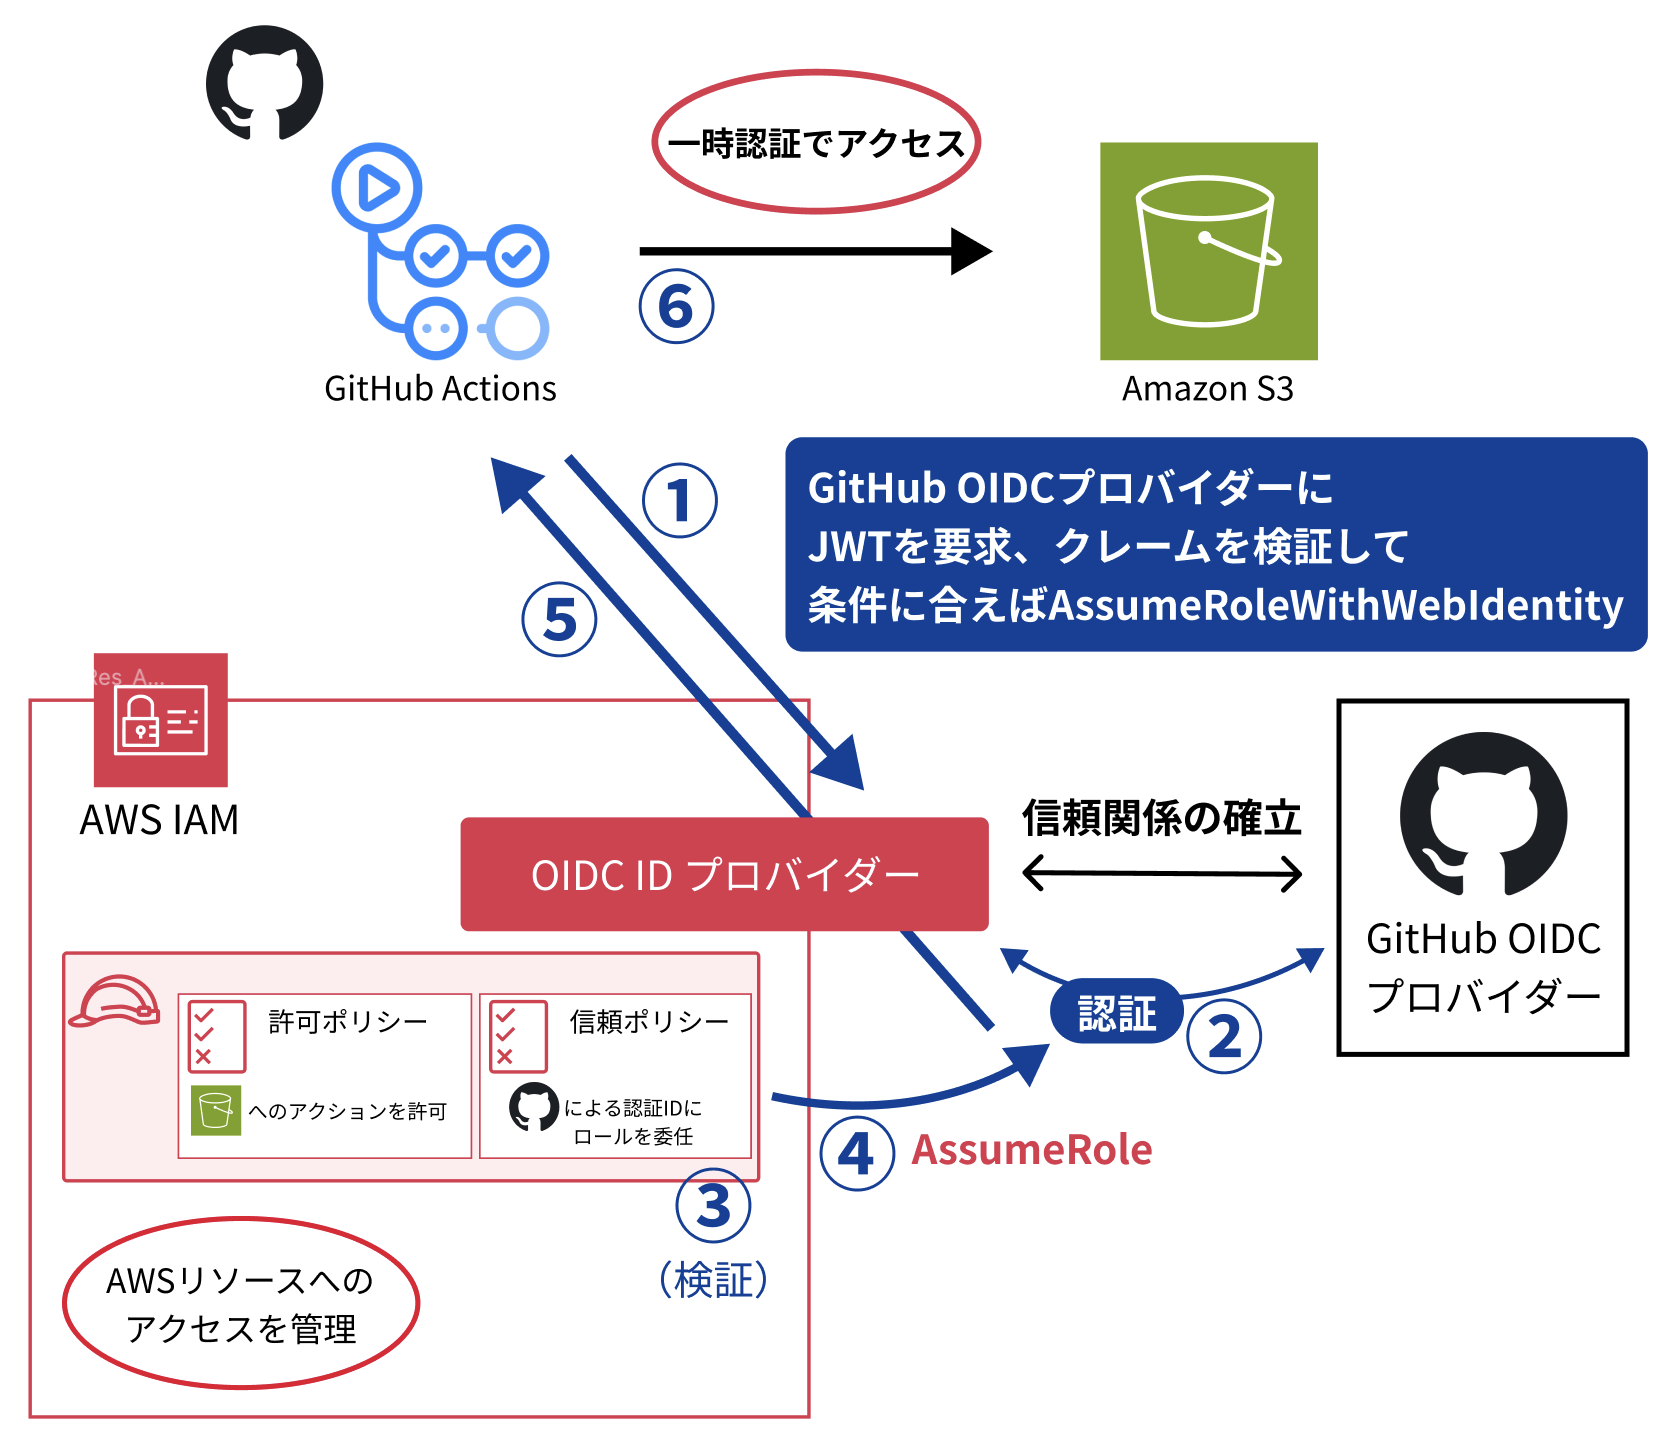 一時認証でアクセス
⑥
GitHub Actions
Amazon S3
①
GitHub OIDCプロバイダーに
JWTを要求、クレームを検証して
条件に合えばAssumeRoleWithWebIdentity
⑤
AWS IAM
OIDC ID プロバイダー
信頼関係の確立
GitHub OIDC
プロバイダー
認証
②
許可ポリシー
へのアクションを許可
信頼ポリシー
による認証IDに
ロールを委任
④
AssumeRole
③
（検証）
AWSリソースへの
アクセスを管理